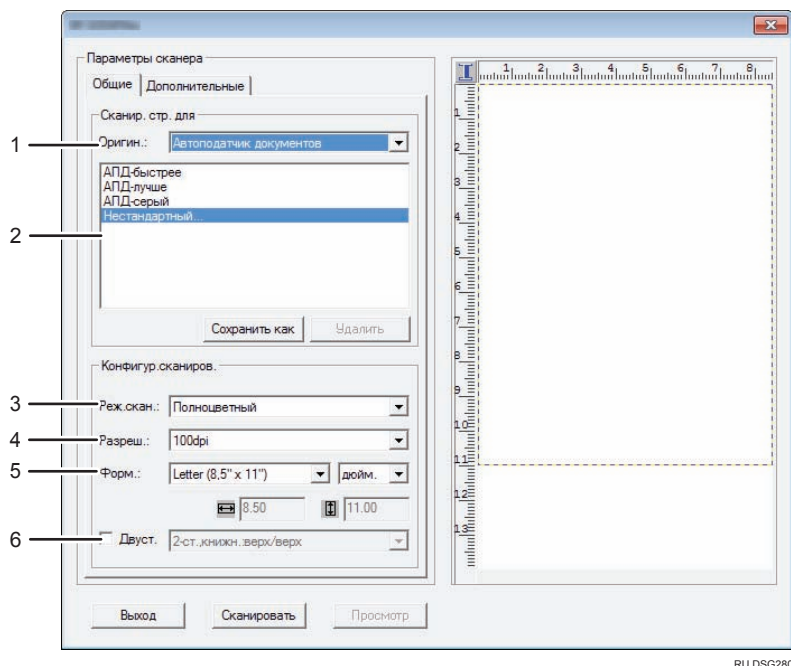 Параметры сканера
Общие Дополнительные
Сканир. стр. для
1 Оригин.: Автоподатчик документов
АПД-быстрее
АПД-лучше
АПД-серый
Нестандартный...
2
Сохранить как Удалить
Конфигур.сканиров.
3 Реж.скан.: Полноцветный
4 Разреш.: 100dpi
5 Форм.: Letter (8,5" x 11") дюйм.
8.50 11.00
6 Двуст. 2-ст.,книжн.:верх/верх
Выход Сканировать Просмотр
1 2 3 4 5 6 7 8
1
2
3
4
5
6
7
8
9
10
11
12
13
RU DSG280